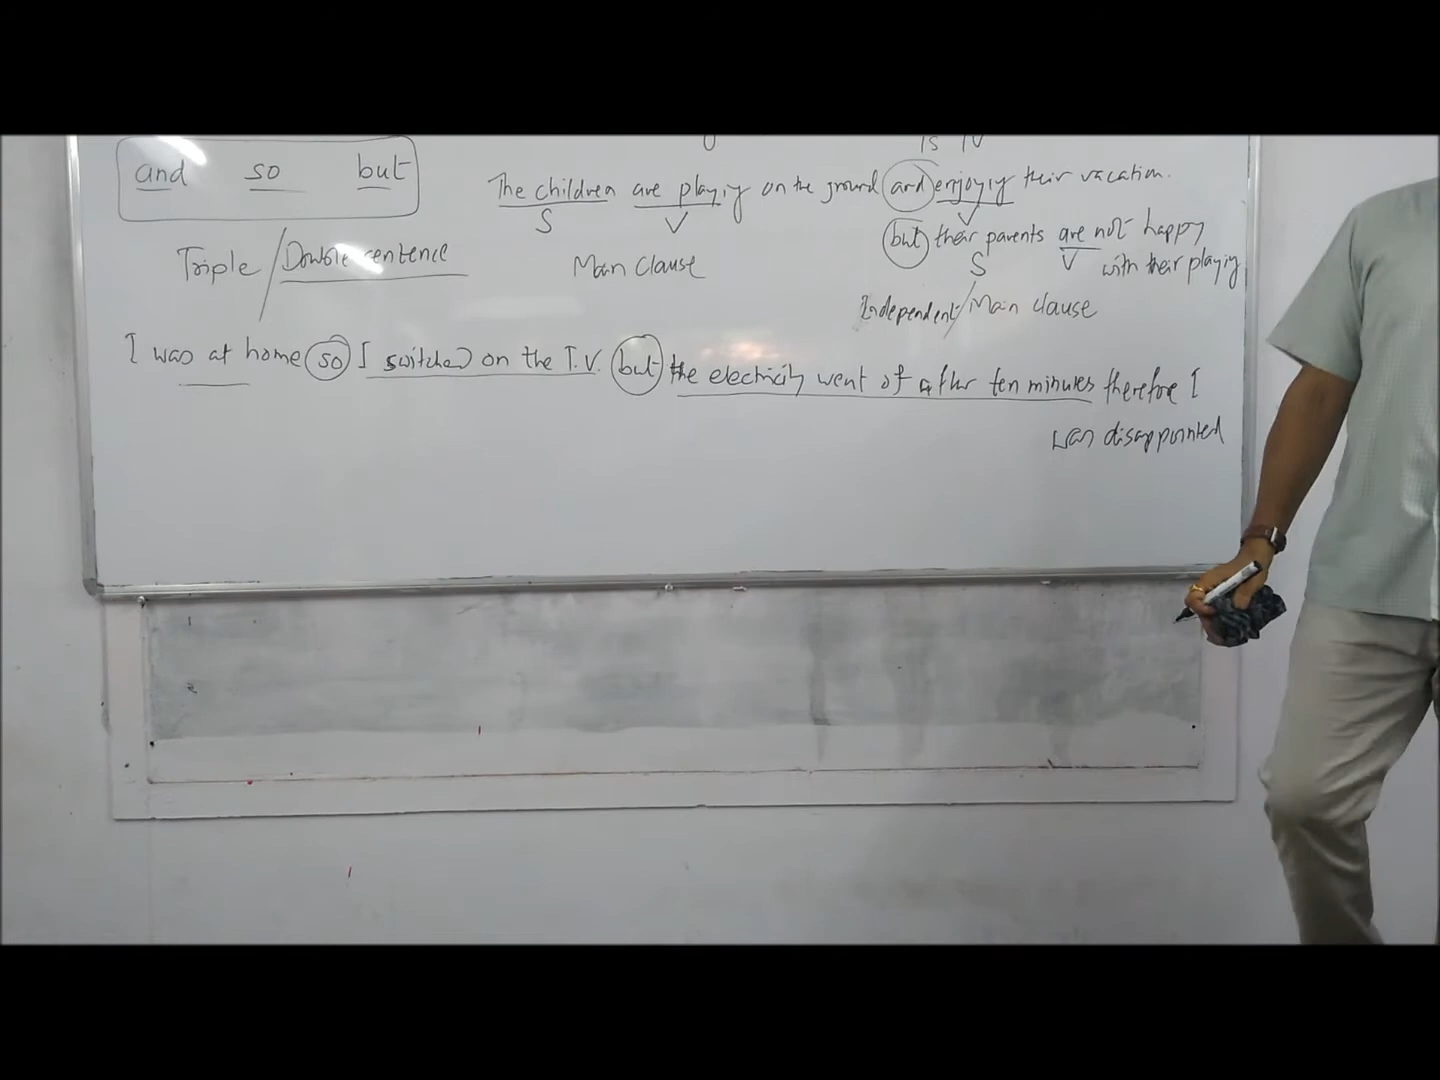 and so but
The children are playing on the ground and enjoying their vacation.
S V V
but their parents are not happy
S V with their playing
Triple / Double sentence
Main Clause
Independent / Main clause
I was at home so I switched on the T.V. but the electricity went of after ten minutes therefore I
was disappointed